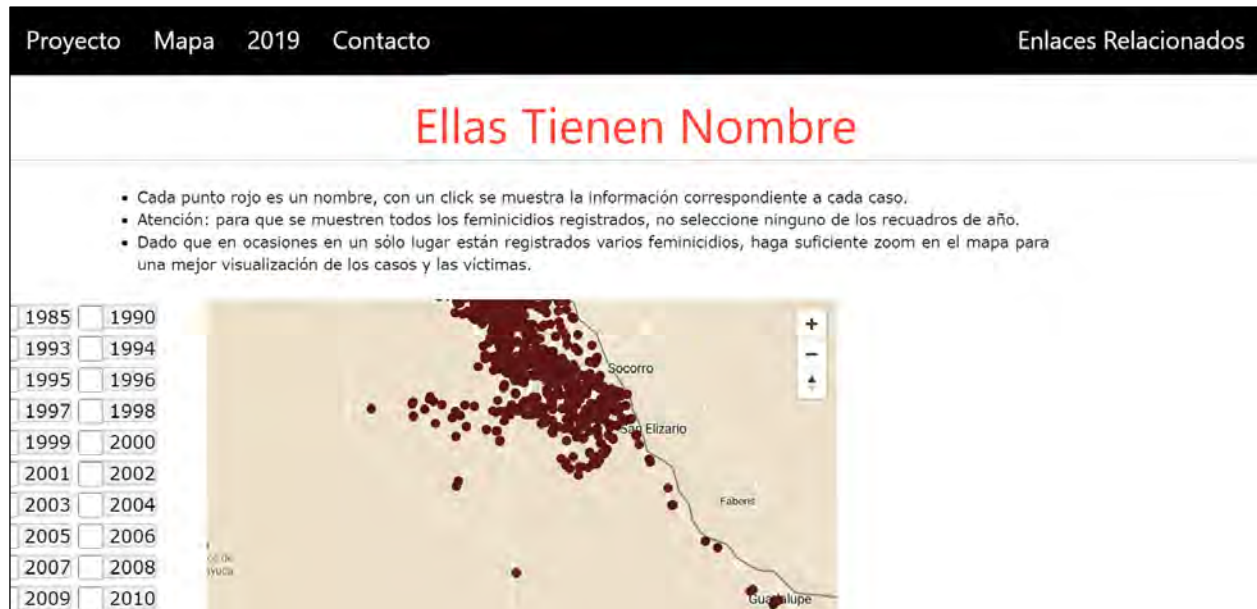 Proyecto Mapa 2019 Contacto Enlaces Relacionados
Ellas Tienen Nombre
• Cada punto rojo es un nombre, con un click se muestra la información correspondiente a cada caso.
• Atención: para que se muestren todos los feminicidios registrados, no seleccione ninguno de los recuadros de año.
• Dado que en ocasiones en un sólo lugar están registrados varios feminicidios, haga suficiente zoom en el mapa para
una mejor visualización de los casos y las víctimas.
1985 1990
1993 1994
1995 1996
1997 1998
1999 2000
2001 2002
2003 2004
2005 2006
2007 2008
2009 2010
+
−
Socorro
San Elizario
Guadalupe